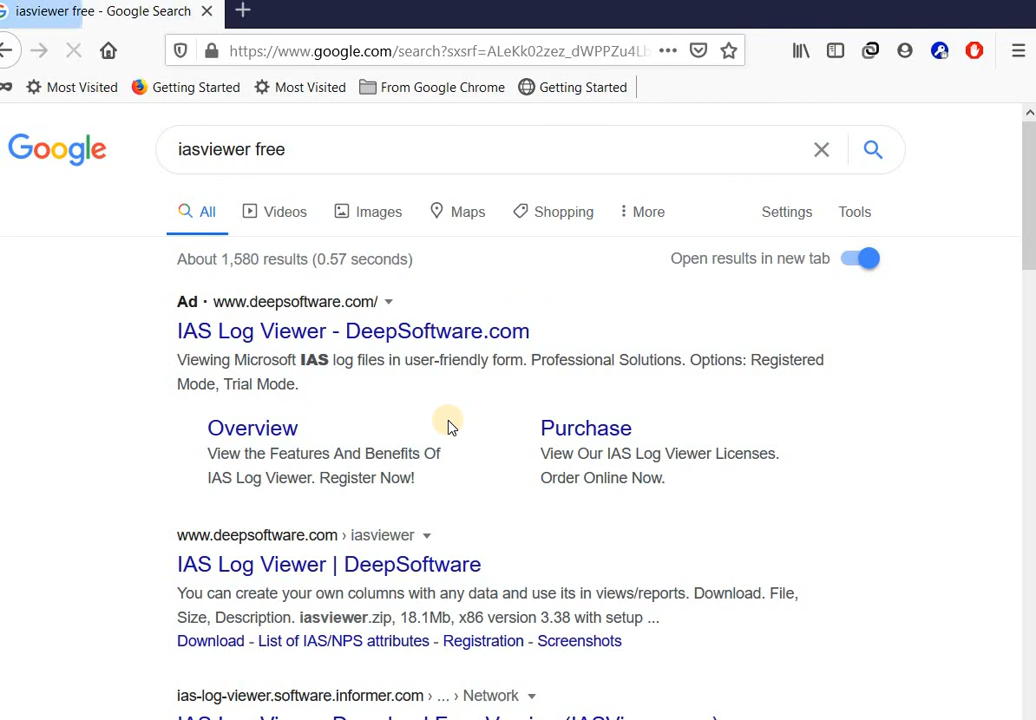 iasviewer free - Google Search
https://www.google.com/search?sxsrf=ALeKk02zez_dWPPZu4Lb
Most Visited
Getting Started
Most Visited
From Google Chrome
Getting Started
Google
iasviewer free
All
Videos
Images
Maps
Shopping
More
Settings
Tools
About 1,580 results (0.57 seconds)
Open results in new tab
Ad · www.deepsoftware.com/
IAS Log Viewer - DeepSoftware.com
Viewing Microsoft IAS log files in user-friendly form. Professional Solutions. Options: Registered
Mode, Trial Mode.
Overview
View the Features And Benefits Of
IAS Log Viewer. Register Now!
Purchase
View Our IAS Log Viewer Licenses.
Order Online Now.
www.deepsoftware.com › iasviewer
IAS Log Viewer | DeepSoftware
You can create your own columns with any data and use its in views/reports. Download. File,
Size, Description. iasviewer.zip, 18.1Mb, x86 version 3.38 with setup ...
Download - List of IAS/NPS attributes - Registration - Screenshots
ias-log-viewer.software.informer.com › ... › Network